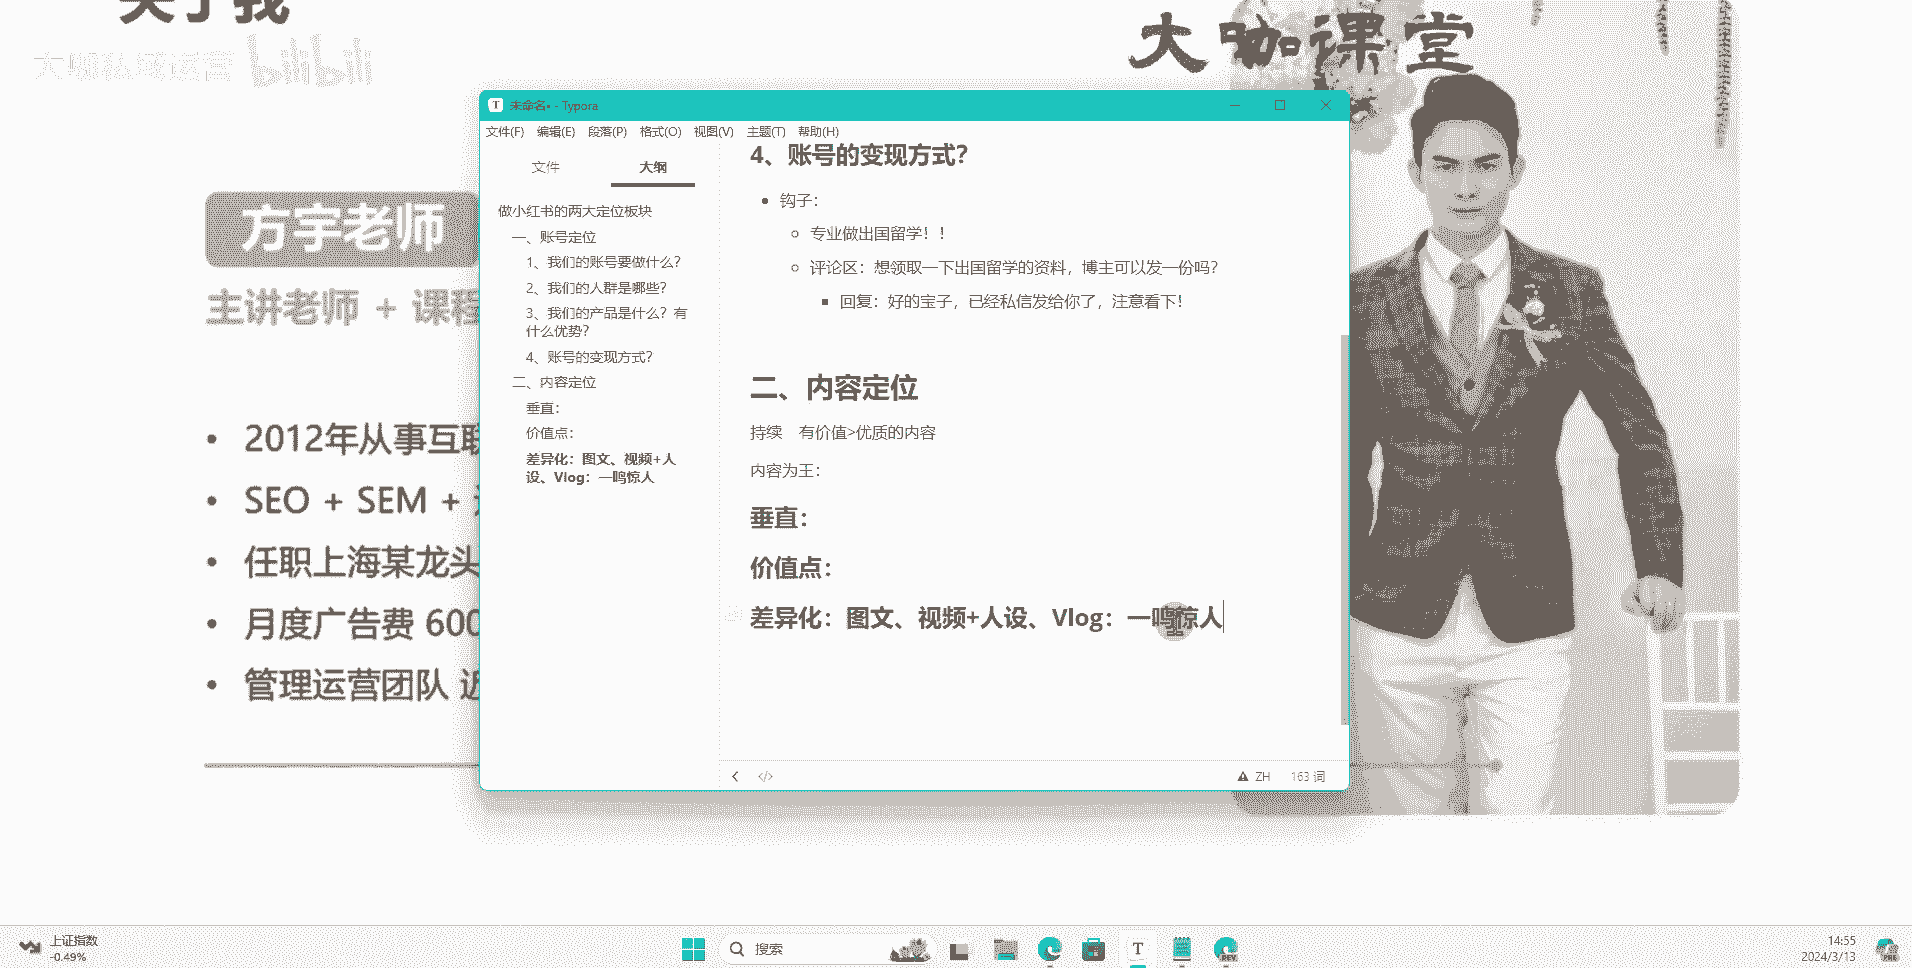 关于我
大咖私域运营 bilibili
大咖课堂
方宇老师
主讲老师 + 课程
2012年从事互联
SEO + SEM +
任职上海某龙头
月度广告费 600
管理运营团队 近
未命名• - Typora
文件(F) 编辑(E) 段落(P) 格式(O) 视图(V) 主题(T) 帮助(H)
文件 大纲
做小红书的两大定位板块
一、账号定位
1、我们的账号要做什么?
2、我们的人群是哪些?
3、我们的产品是什么? 有
什么优势?
4、账号的变现方式?
二、内容定位
垂直:
价值点:
差异化: 图文、视频+人
设、Vlog: 一鸣惊人
4、账号的变现方式?
钩子:
专业做出国留学! !
评论区: 想领取一下出国留学的资料, 博主可以发一份吗?
回复: 好的宝子, 已经私信发给你了, 注意看下!
二、内容定位
持续 有价值>优质的内容
内容为王:
垂直:
价值点:
差异化: 图文、视频+人设、Vlog: 一鸣惊人
ZH 163 词
上证指数
-0.49%
搜索
14:55
2024/3/13